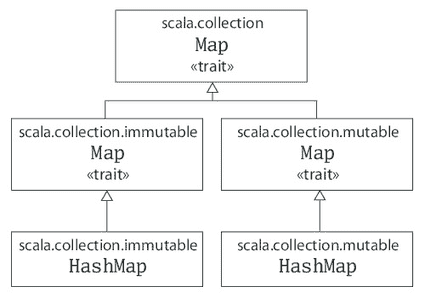 scala.collection
Map
«trait»
scala.collection.immutable
Map
«trait»
scala.collection.mutable
Map
«trait»
scala.collection.immutable
HashMap
scala.collection.mutable
HashMap